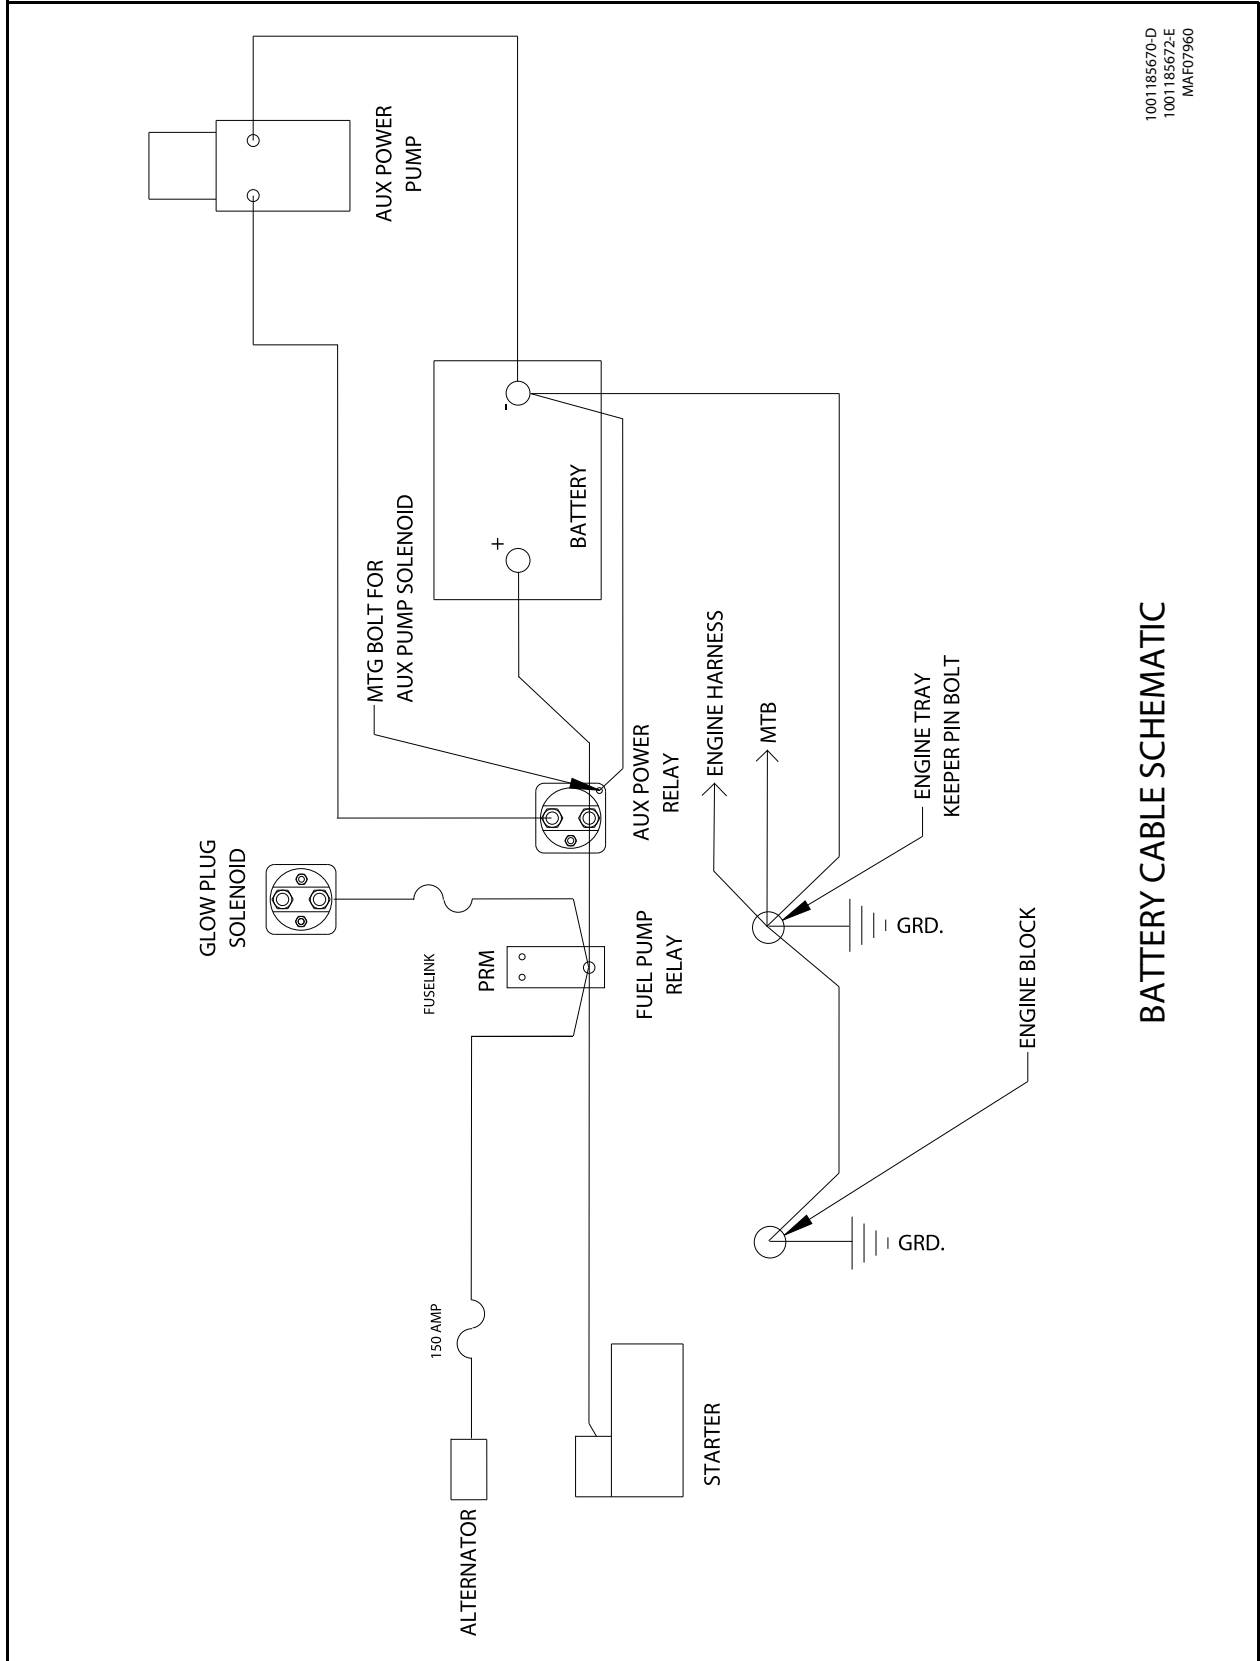 GLOW PLUG
SOLENOID
AUX POWER
PUMP
MTG BOLT FOR
AUX PUMP SOLENOID
FUSELINK
PRM
+
-
BATTERY
150 AMP
ALTERNATOR
FUEL PUMP
RELAY
AUX POWER
RELAY
STARTER
ENGINE HARNESS
MTB
GRD.
GRD.
ENGINE TRAY
KEEPER PIN BOLT
ENGINE BLOCK
BATTERY CABLE SCHEMATIC
1001185670-D
1001185672-E
MAF07960